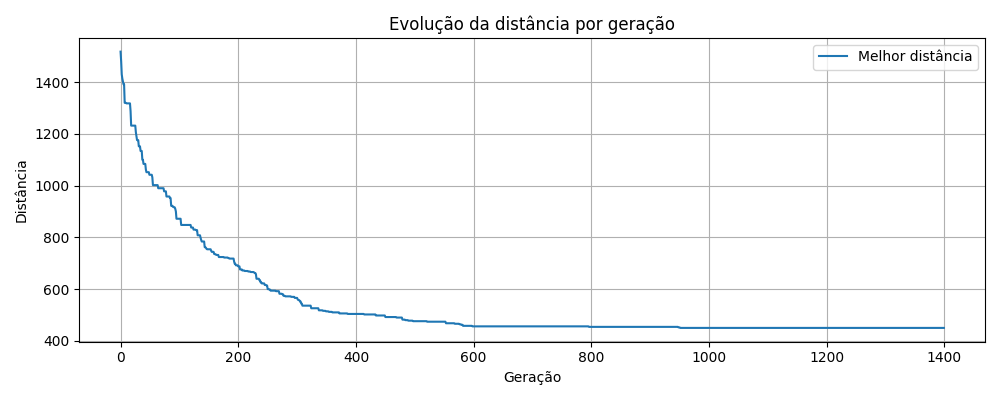 Evolução da distância por geração
Melhor distância
Distância
1400
1200
1000
800
600
400
0 200 400 600 800 1000 1200 1400
Geração